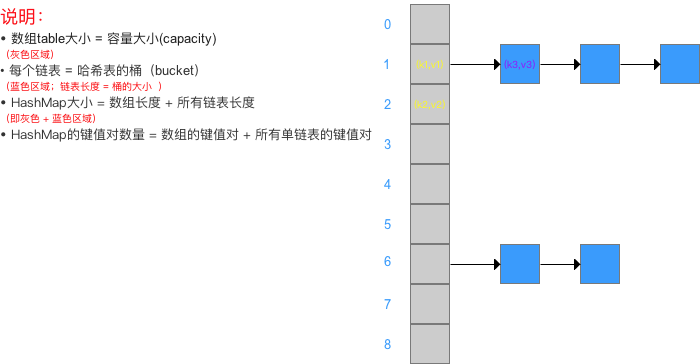 说明：
• 数组table大小 = 容量大小(capacity)
（灰色区域）
• 每个链表 = 哈希表的桶（bucket）
（蓝色区域；链表长度 = 桶的大小 ）
• HashMap大小 = 数组长度 + 所有链表长度
（即灰色 + 蓝色区域）
• HashMap的键值对数量 = 数组的键值对 + 所有单链表的键值对
0
1
(k1,v1)
(k3,v3)
2
(k2,v2)
3
4
5
6
7
8